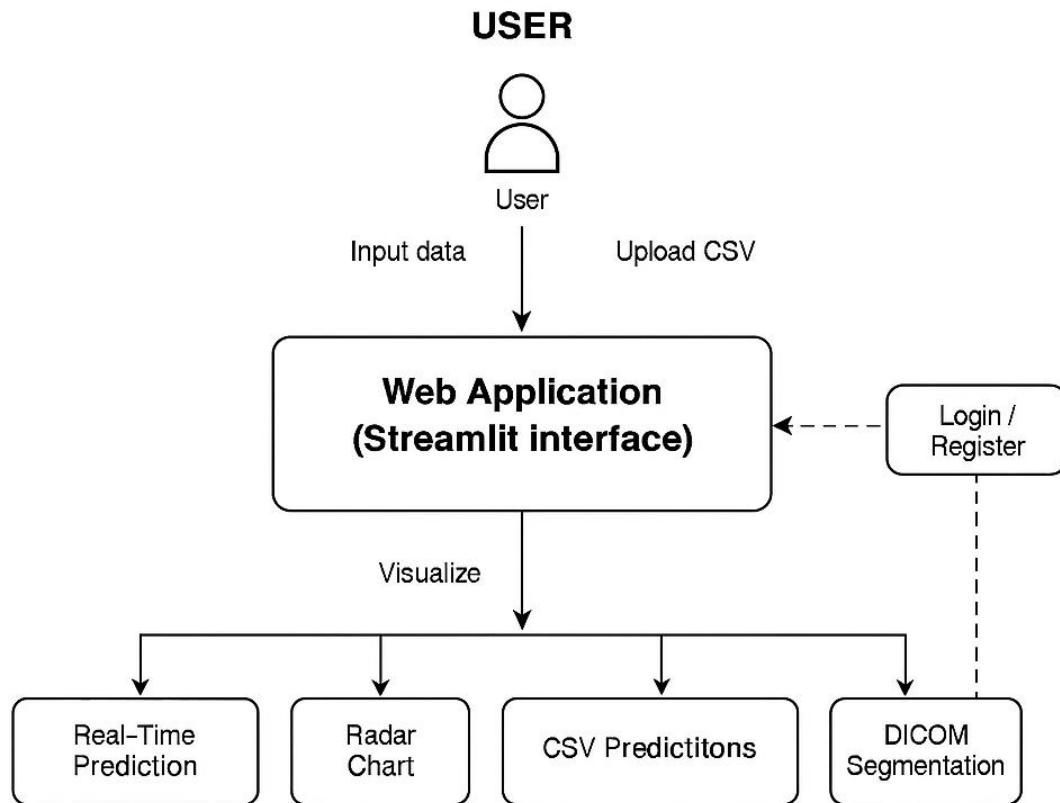 USER
User
Input data
Upload CSV
Web Application
(Streamlit interface)
Login /
Register
Visualize
Real-Time
Prediction
Radar
Chart
CSV Predictitons
DICOM
Segmentation